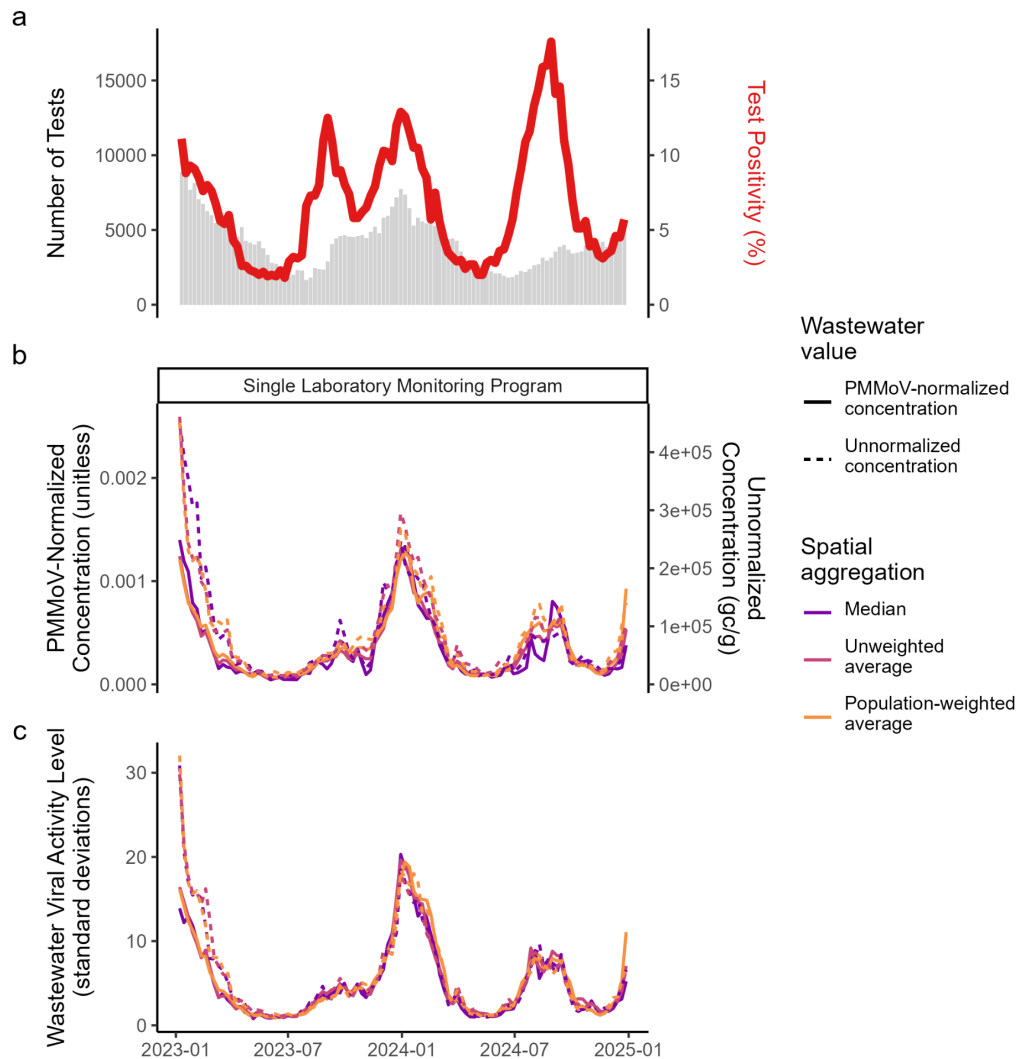 a
Number of Tests
15000
10000
5000
0
15
10
5
0
Test Positivity (%)
b
Single Laboratory Monitoring Program
PMMoV-Normalized
Concentration (unitless)
0.002
0.001
0.000
4e+05
3e+05
2e+05
1e+05
0e+00
Unnormalized
Concentration (gc/g)
c
Wastewater Viral Activity Level
(standard deviations)
30
20
10
0
2023-01
2023-07
2024-01
2024-07
2025-01
Wastewater
value
PMMoV-normalized
concentration
Unnormalized
concentration
Spatial
aggregation
Median
Unweighted
average
Population-weighted
average